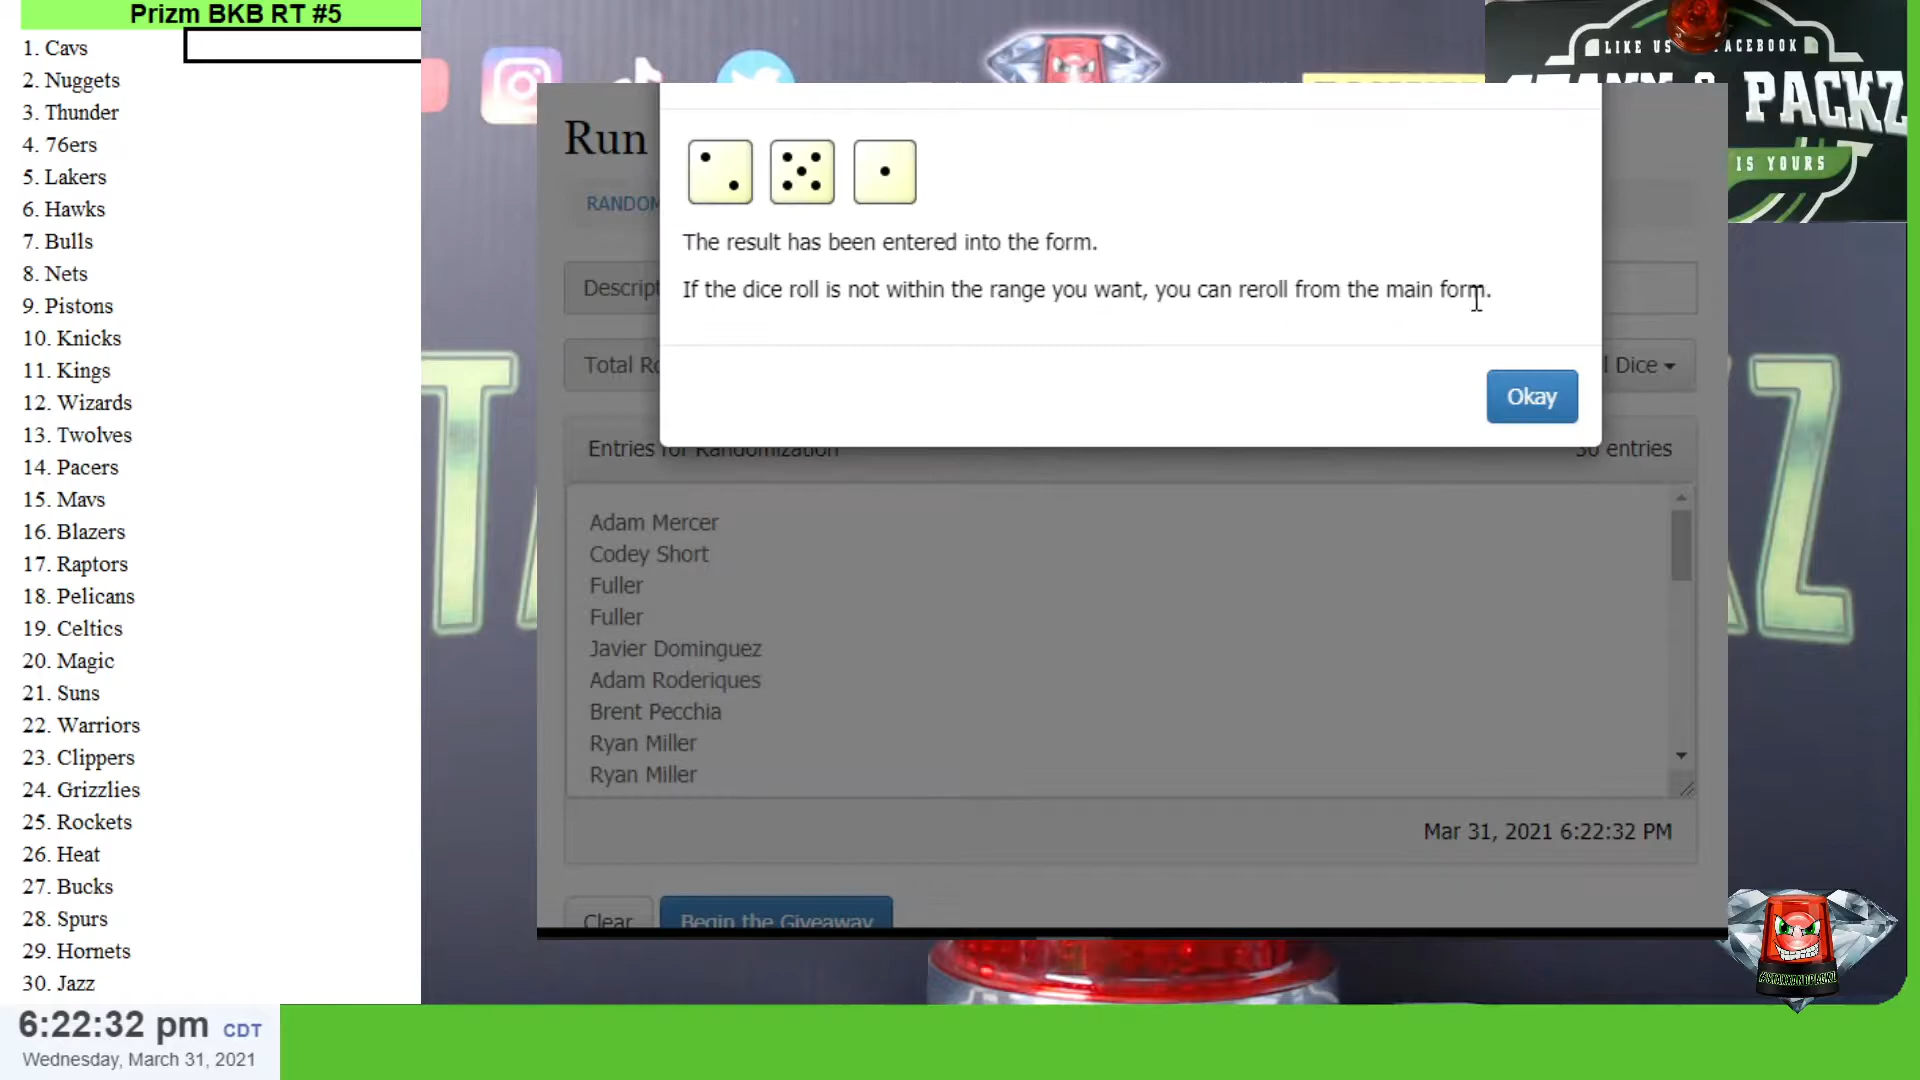 Prizm BKB RT #5
1. Cavs
2. Nuggets
3. Thunder
4. 76ers
5. Lakers
6. Hawks
7. Bulls
8. Nets
9. Pistons
10. Knicks
11. Kings
12. Wizards
13. Twolves
14. Pacers
15. Mavs
16. Blazers
17. Raptors
18. Pelicans
19. Celtics
20. Magic
21. Suns
22. Warriors
23. Clippers
24. Grizzlies
25. Rockets
26. Heat
27. Bucks
28. Spurs
29. Hornets
30. Jazz
6:22:32 pm CDT
Wednesday, March 31, 2021
LIKE US
PACKZ
IS YOURS
Run
The result has been entered into the form.
If the dice roll is not within the range you want, you can reroll from the main form.
Okay
Entries for Randomization
30 entries
Adam Mercer
Codey Short
Fuller
Fuller
Javier Dominguez
Adam Roderiques
Brent Pecchia
Ryan Miller
Ryan Miller
Mar 31, 2021 6:22:32 PM
Clear
Begin the Giveaway
#STAXXANDPACKZ